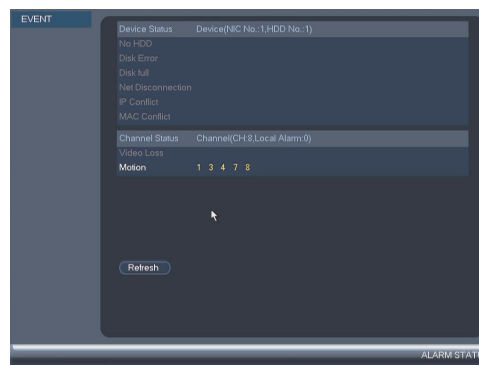 EVENT
Device Status Device(NIC No.:1,HDD No.:1)
No HDD
Disk Error
Disk full
Net Disconnection
IP Conflict
MAC Conflict
Channel Status Channel(CH:8,Local Alarm:0)
Video Loss
Motion 1 3 4 7 8
Refresh
ALARM STAT